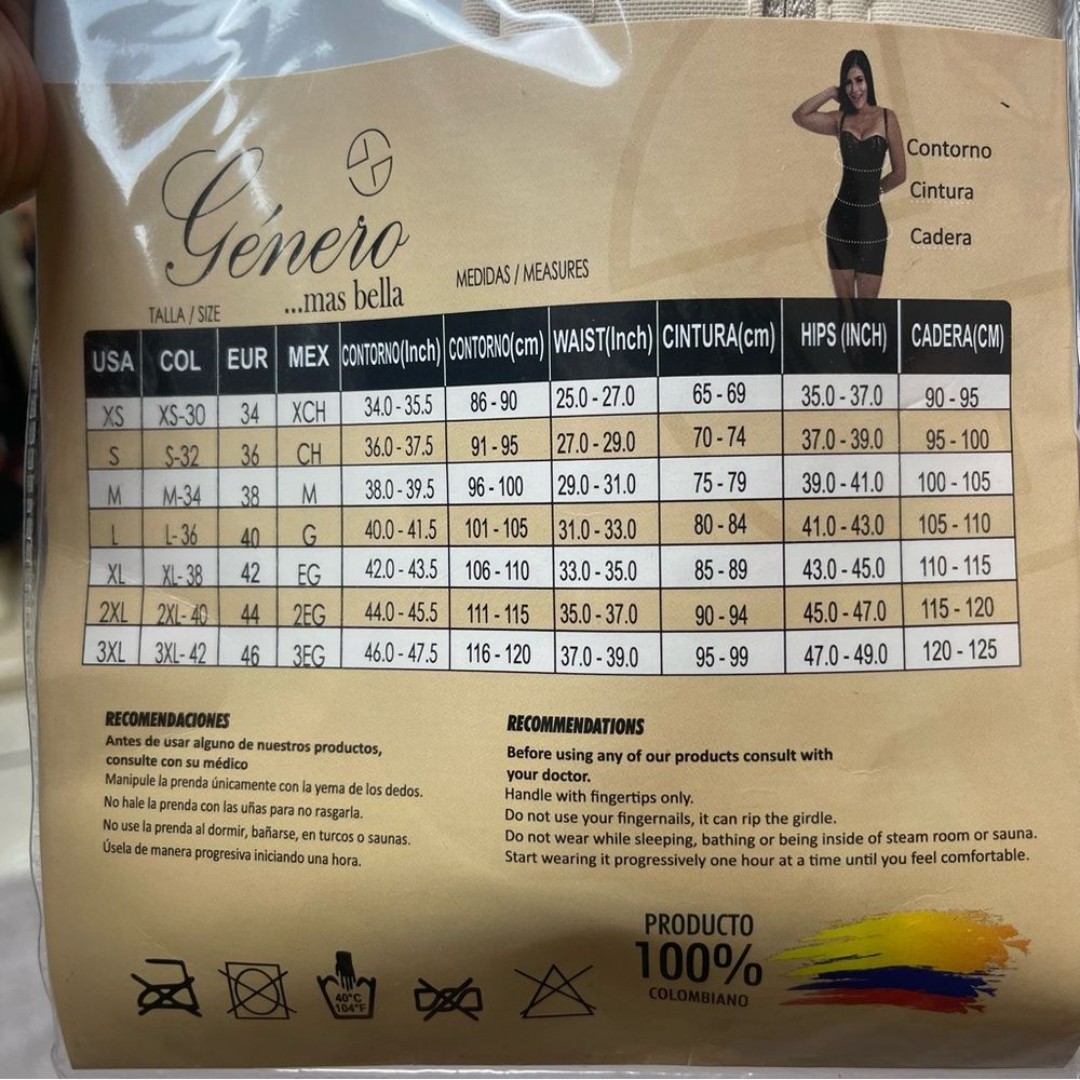 Contorno
Cintura
Cadera
Género
...mas bella
MEDIDAS / MEASURES
TALLA / SIZE
USA COL EUR MEX CONTORNO(Inch) CONTORNO(cm) WAIST(Inch) CINTURA(cm) HIPS (INCH) CADERA(CM)
XS XS-30 34 XCH 34.0 - 35.5 86 - 90 25.0 - 27.0 65 - 69 35.0 - 37.0 90 - 95
S S-32 36 CH 36.0 - 37.5 91 - 95 27.0 - 29.0 70 - 74 37.0 - 39.0 95 - 100
M M-34 38 M 38.0 - 39.5 96 - 100 29.0 - 31.0 75 - 79 39.0 - 41.0 100 - 105
L L-36 40 G 40.0 - 41.5 101 - 105 31.0 - 33.0 80 - 84 41.0 - 43.0 105 - 110
XL XL-38 42 EG 42.0 - 43.5 106 - 110 33.0 - 35.0 85 - 89 43.0 - 45.0 110 - 115
2XL 2XL-40 44 2EG 44.0 - 45.5 111 - 115 35.0 - 37.0 90 - 94 45.0 - 47.0 115 - 120
3XL 3XL-42 46 3EG 46.0 - 47.5 116 - 120 37.0 - 39.0 95 - 99 47.0 - 49.0 120 - 125
RECOMENDACIONES
Antes de usar alguno de nuestros productos,
consulte con su médico
Manipule la prenda únicamente con la yema de los dedos.
No hale la prenda con las uñas para no rasgarla.
No use la prenda al dormir, bañarse, en turcos o saunas.
Úsela de manera progresiva iniciando una hora.
RECOMMENDATIONS
Before using any of our products consult with
your doctor.
Handle with fingertips only.
Do not use your fingernails, it can rip the girdle.
Do not wear while sleeping, bathing or being inside of steam room or sauna.
Start wearing it progressively one hour at a time until you feel comfortable.
40°C
104°F
PRODUCTO
100%
COLOMBIANO